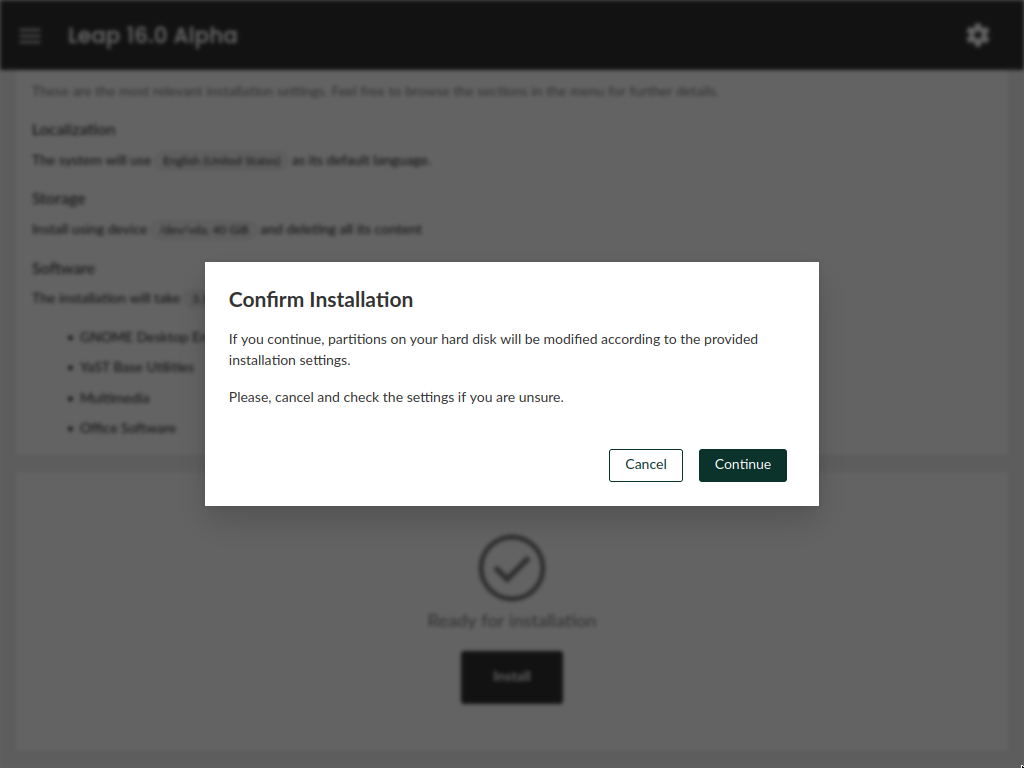 Leap 16.0 Alpha
These are the most relevant installation settings. Feel free to browse the sections in the menu for further details.
Localization
The system will use English (United States) as its default language.
Storage
Install using device /dev/vda, 40 GiB and deleting all its content
Software
The installation will take
GNOME Desktop
YaST Base Utilities
Multimedia
Office Software
Confirm Installation
If you continue, partitions on your hard disk will be modified according to the provided
installation settings.
Please, cancel and check the settings if you are unsure.
Cancel
Continue
Ready for installation
Install